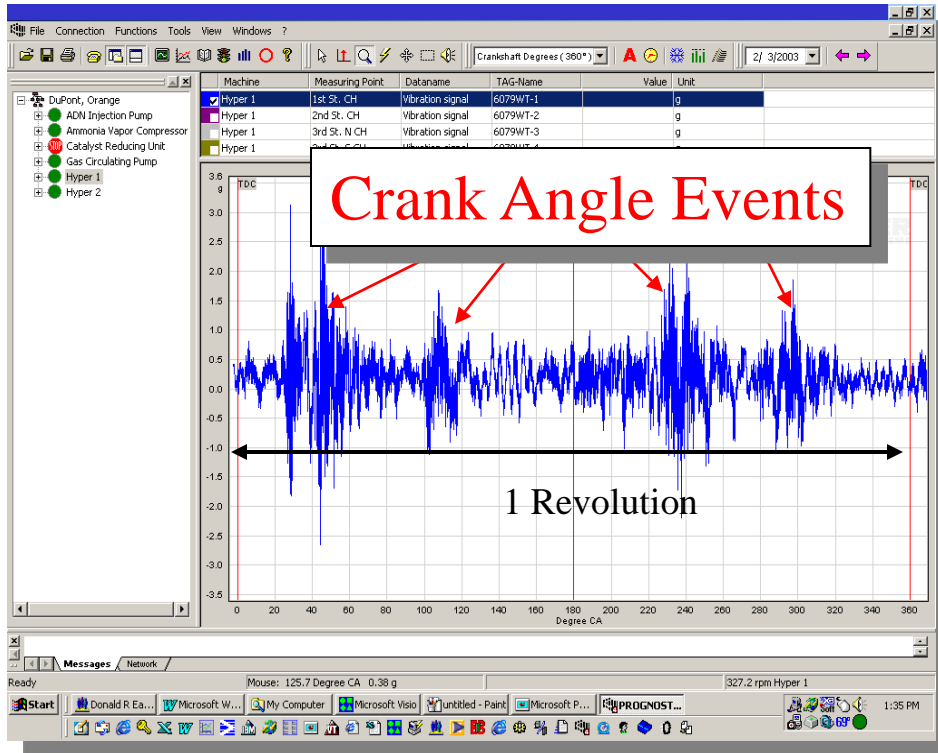 File Connection Functions Tools View Windows ?
Crankshaft Degrees (360°)
A
2/ 3/2003
Machine Measuring Point Dataname TAG-Name Value Unit
Hyper 1 1st St. CH Vibration signal 6079WT-1 g
Hyper 1 2nd St. CH Vibration signal 6079WT-2 g
Hyper 1 3rd St. N CH Vibration signal 6079WT-3 g
Hyper 1
DuPont, Orange
ADN Injection Pump
Ammonia Vapor Compressor
STOP Catalyst Reducing Unit
Gas Circulating Pump
Hyper 1
Hyper 2
Crank Angle Events
TDC TDC
3.6
g
3.0
2.5
2.0
1.5
1.0
0.5
0.0
-0.5
-1.0
-1.5
-2.0
-2.5
-3.0
-3.5
1 Revolution
0 20 40 60 80 100 120 140 160 180 200 220 240 260 280 300 320 340 360
Degree CA
Messages Network
Ready Mouse: 125.7 Degree CA 0.38 g 327.2 rpm Hyper 1
Start Donald R Ea... Microsoft W... My Computer Microsoft Visio untitled - Paint Microsoft P... PROGNOST... 1:35 PM
69°